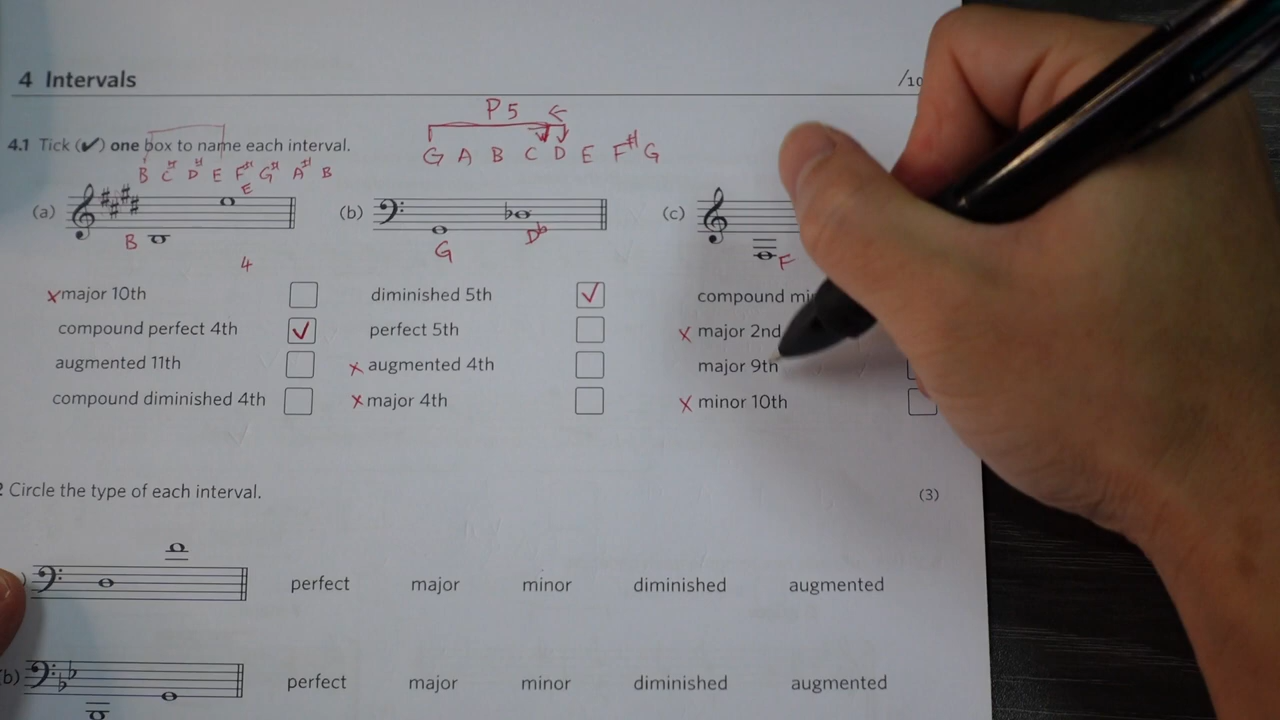 4 Intervals /10
P 5 ←
4.1 Tick (✔) one box to name each interval.
G A B C D E F# G
B C# D# E F# G# A# B
E
(a) (b) (c)
B G D♭ F
4
x major 10th diminished 5th ✓ compound
compound perfect 4th ✓ perfect 5th x major 2nd
augmented 11th x augmented 4th major 9th
compound diminished 4th x major 4th x minor 10th
Circle the type of each interval. (3)
perfect major minor diminished augmented
b) perfect major minor diminished augmented